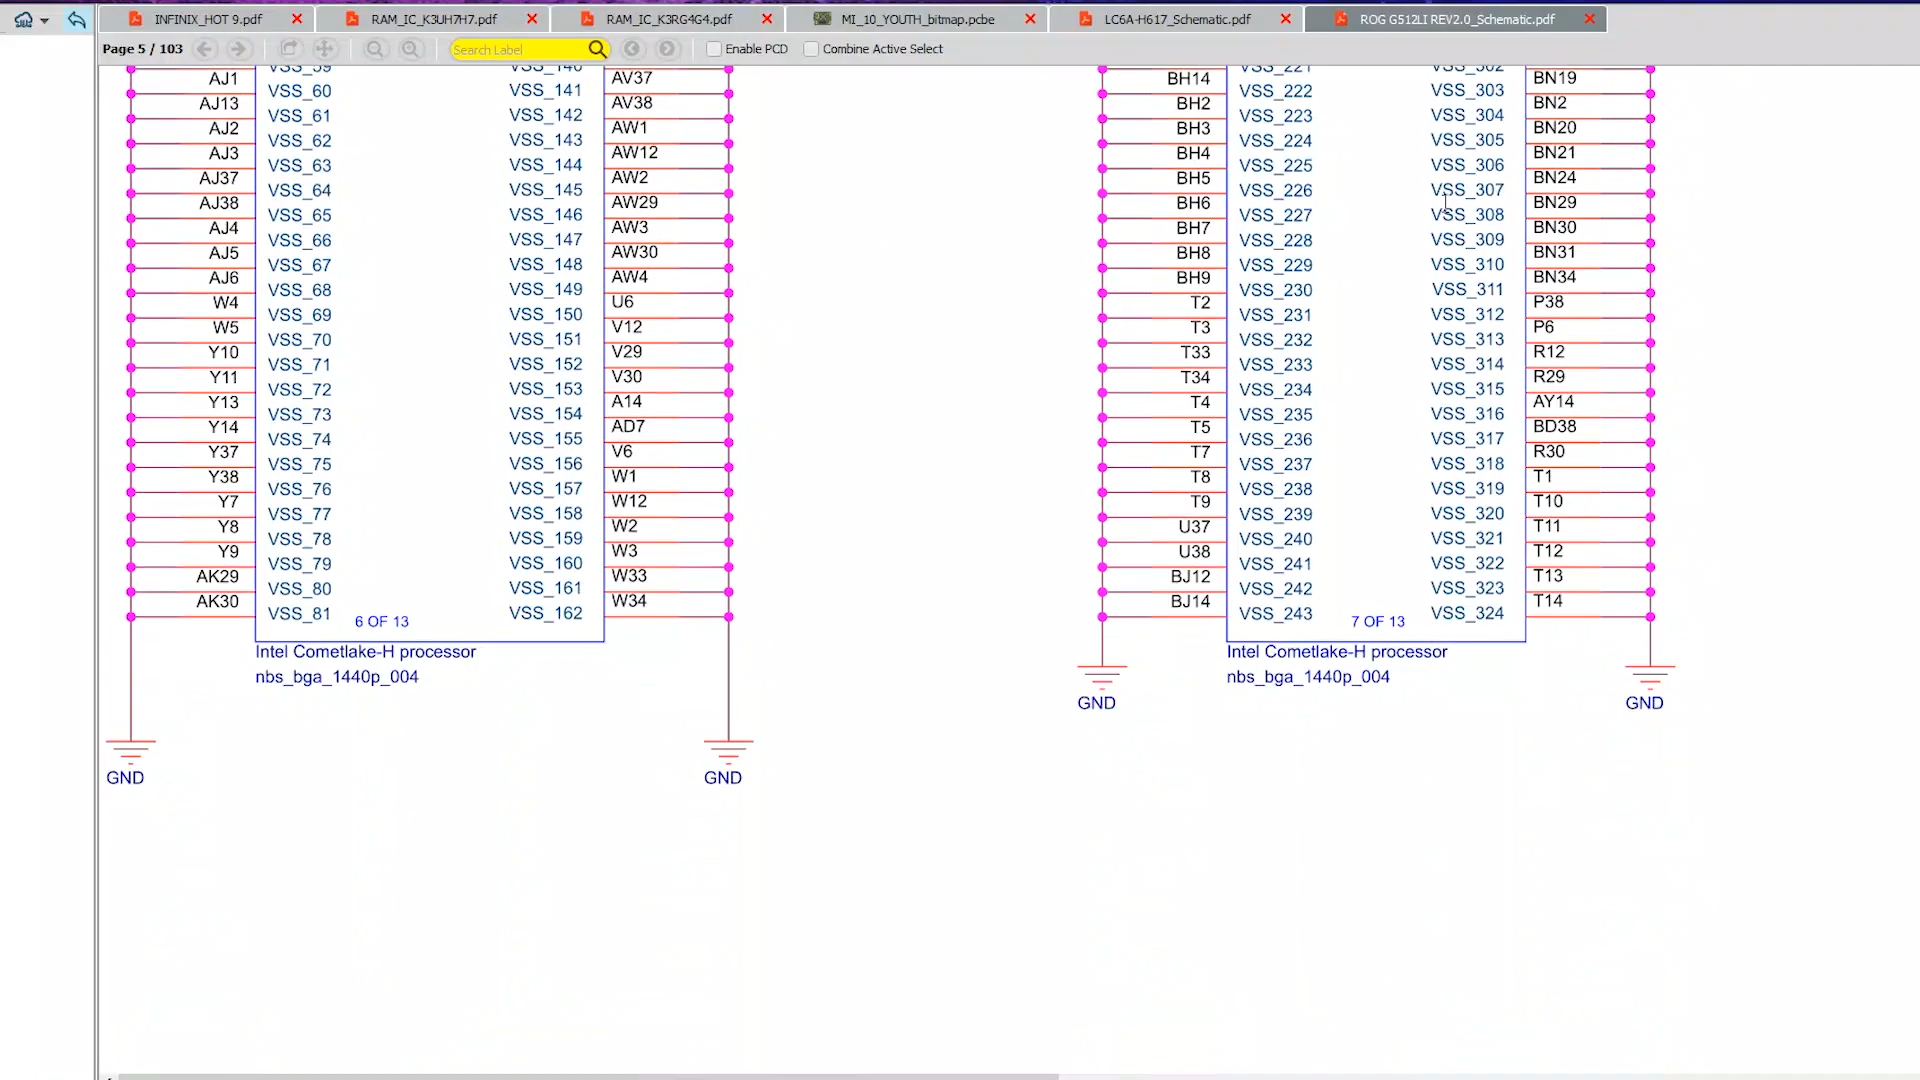 INFINIX_HOT 9.pdf RAM_IC_K3UH7H7.pdf RAM_IC_K3RG4G4.pdf MI_10_YOUTH_bitmap.pcbe LC6A-H617_Schematic.pdf ROG G512LI REV2.0_Schematic.pdf
Page 5 / 103 Search Label Enable PCD Combine Active Select
AJ1 VSS_60 VSS_141 AV37 BH14 VSS_222 VSS_303 BN19
AJ13 VSS_61 VSS_142 AV38 BH2 VSS_223 VSS_304 BN2
AJ2 VSS_62 VSS_143 AW1 BH3 VSS_224 VSS_305 BN20
AJ3 VSS_63 VSS_144 AW12 BH4 VSS_225 VSS_306 BN21
AJ37 VSS_64 VSS_145 AW2 BH5 VSS_226 VSS_307 BN24
AJ38 VSS_65 VSS_146 AW29 BH6 VSS_227 VSS_308 BN29
AJ4 VSS_66 VSS_147 AW3 BH7 VSS_228 VSS_309 BN30
AJ5 VSS_67 VSS_148 AW30 BH8 VSS_229 VSS_310 BN31
AJ6 VSS_68 VSS_149 AW4 BH9 VSS_230 VSS_311 BN34
W4 VSS_69 VSS_150 U6 T2 VSS_231 VSS_312 P38
W5 VSS_70 VSS_151 V12 T3 VSS_232 VSS_313 P6
Y10 VSS_71 VSS_152 V29 T33 VSS_233 VSS_314 R12
Y11 VSS_72 VSS_153 V30 T34 VSS_234 VSS_315 R29
Y13 VSS_73 VSS_154 A14 T4 VSS_235 VSS_316 AY14
Y14 VSS_74 VSS_155 AD7 T5 VSS_236 VSS_317 BD38
Y37 VSS_75 VSS_156 V6 T7 VSS_237 VSS_318 R30
Y38 VSS_76 VSS_157 W1 T8 VSS_238 VSS_319 T1
Y7 VSS_77 VSS_158 W12 T9 VSS_239 VSS_320 T10
Y8 VSS_78 VSS_159 W2 U37 VSS_240 VSS_321 T11
Y9 VSS_79 VSS_160 W3 U38 VSS_241 VSS_322 T12
AK29 VSS_80 VSS_161 W33 BJ12 VSS_242 VSS_323 T13
AK30 VSS_81 VSS_162 W34 BJ14 VSS_243 VSS_324 T14
6 OF 13 7 OF 13
Intel Cometlake-H processor Intel Cometlake-H processor
nbs_bga_1440p_004 nbs_bga_1440p_004
GND GND
GND GND